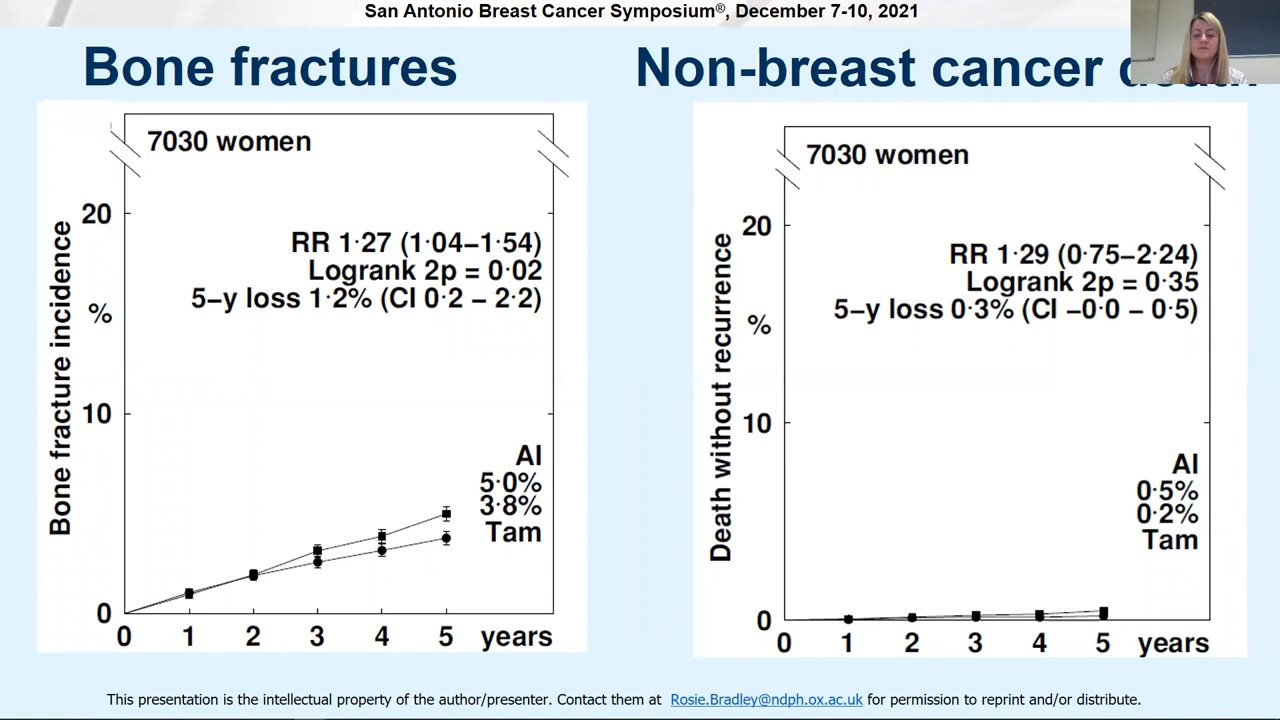 San Antonio Breast Cancer Symposium®, December 7-10, 2021
Bone fractures
7030 women
RR 1·27 (1·04–1·54)
Logrank 2p = 0·02
5–y loss 1·2% (CI 0·2 – 2·2)
Bone fracture incidence
%
20
10
0
AI
5·0%
3·8%
Tam
0 1 2 3 4 5 years
Non-breast cancer
7030 women
RR 1·29 (0·75–2·24)
Logrank 2p = 0·35
5–y loss 0·3% (CI –0·0 – 0·5)
Death without recurrence
%
20
10
0
AI
0·5%
0·2%
Tam
0 1 2 3 4 5 years
This presentation is the intellectual property of the author/presenter. Contact them at Rosie.Bradley@ndph.ox.ac.uk for permission to reprint and/or distribute.